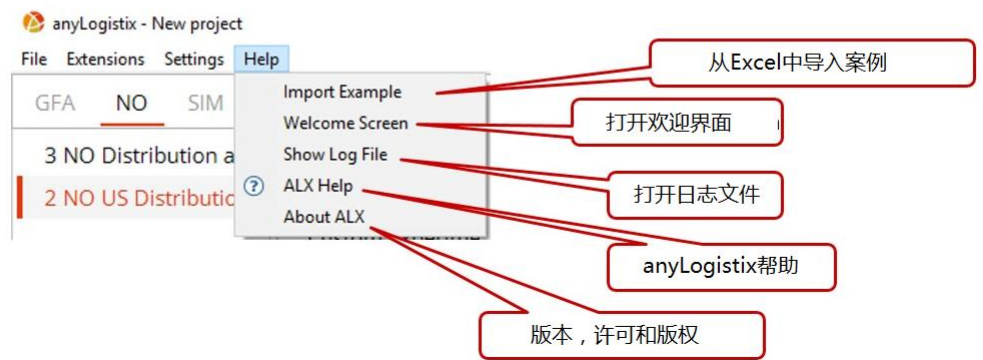 anyLogistix - New project
File Extensions Settings Help
GFA NO SIM
3 NO Distribution a
2 NO US Distributio
Import Example
Welcome Screen
Show Log File
ALX Help
About ALX
从Excel中导入案例
打开欢迎界面
打开日志文件
anyLogistix帮助
版本，许可和版权